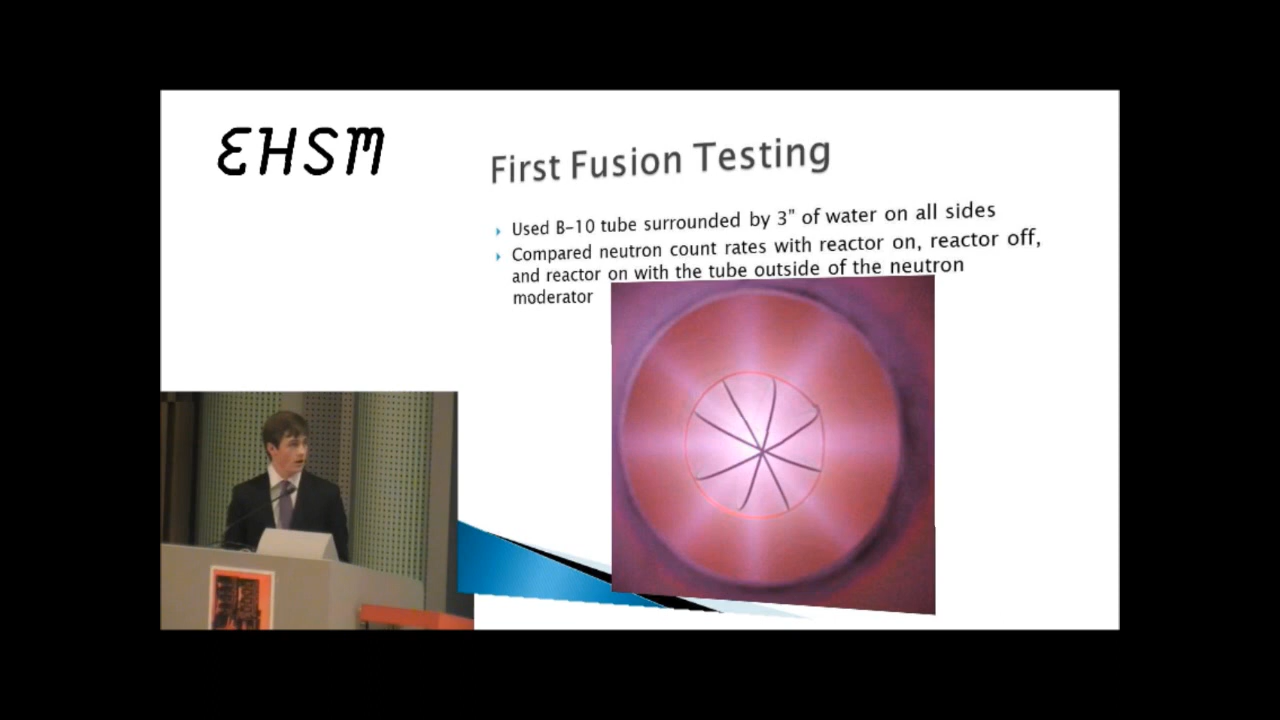 EHSM
First Fusion Testing
Used B-10 tube surrounded by 3" of water on all sides
Compared neutron count rates with reactor on, reactor off,
and reactor on with the tube outside of the neutron
moderator